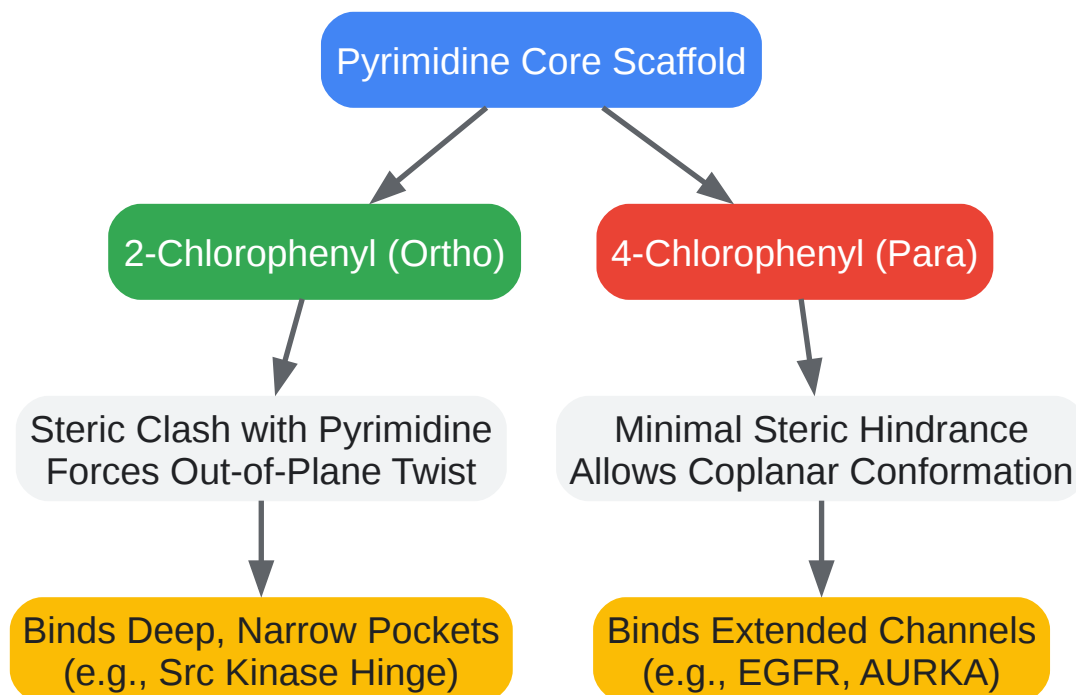 Pyrimidine Core Scaffold
2-Chlorophenyl (Ortho)
4-Chlorophenyl (Para)
Steric Clash with Pyrimidine
Forces Out-of-Plane Twist
Minimal Steric Hindrance
Allows Coplanar Conformation
Binds Deep, Narrow Pockets
(e.g., Src Kinase Hinge)
Binds Extended Channels
(e.g., EGFR, AURKA)